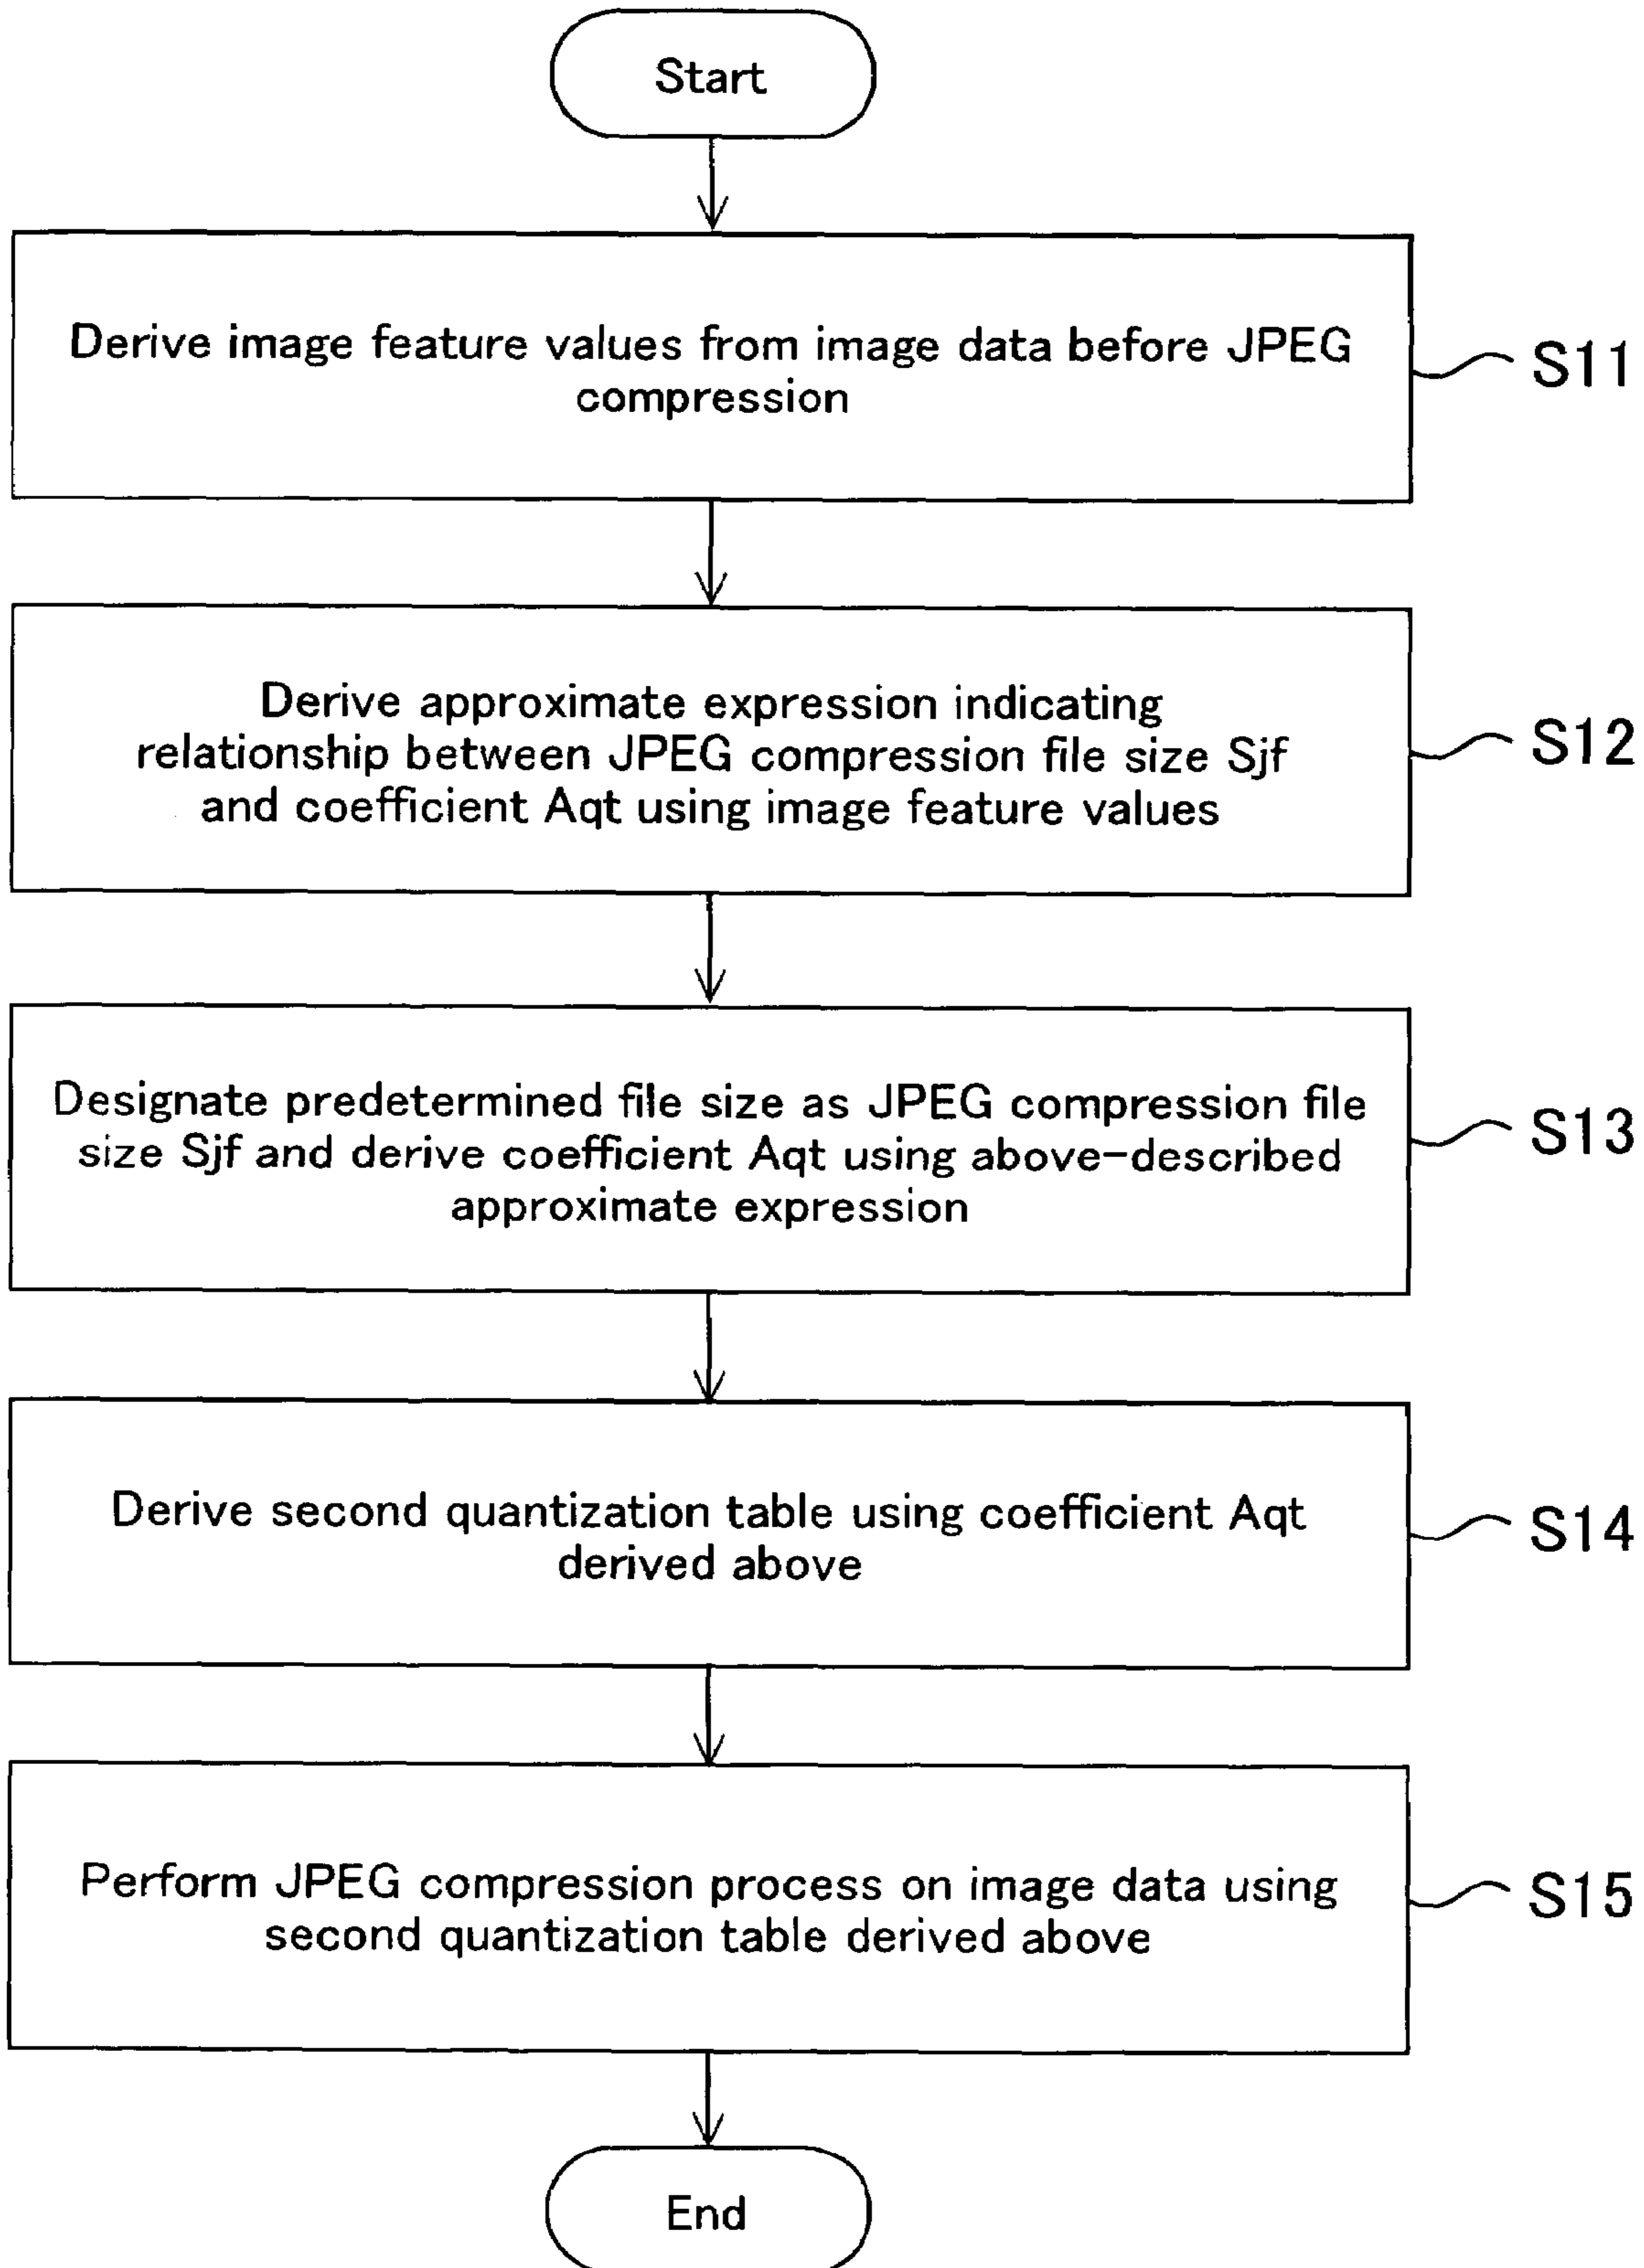 Start
Derive image feature values from image data before JPEG
compression
S11
Derive approximate expression indicating
relationship between JPEG compression file size Sjf
and coefficient Aqt using image feature values
S12
Designate predetermined file size as JPEG compression file
size Sjf and derive coefficient Aqt using above-described
approximate expression
S13
Derive second quantization table using coefficient Aqt
derived above
S14
Perform JPEG compression process on image data using
second quantization table derived above
S15
End